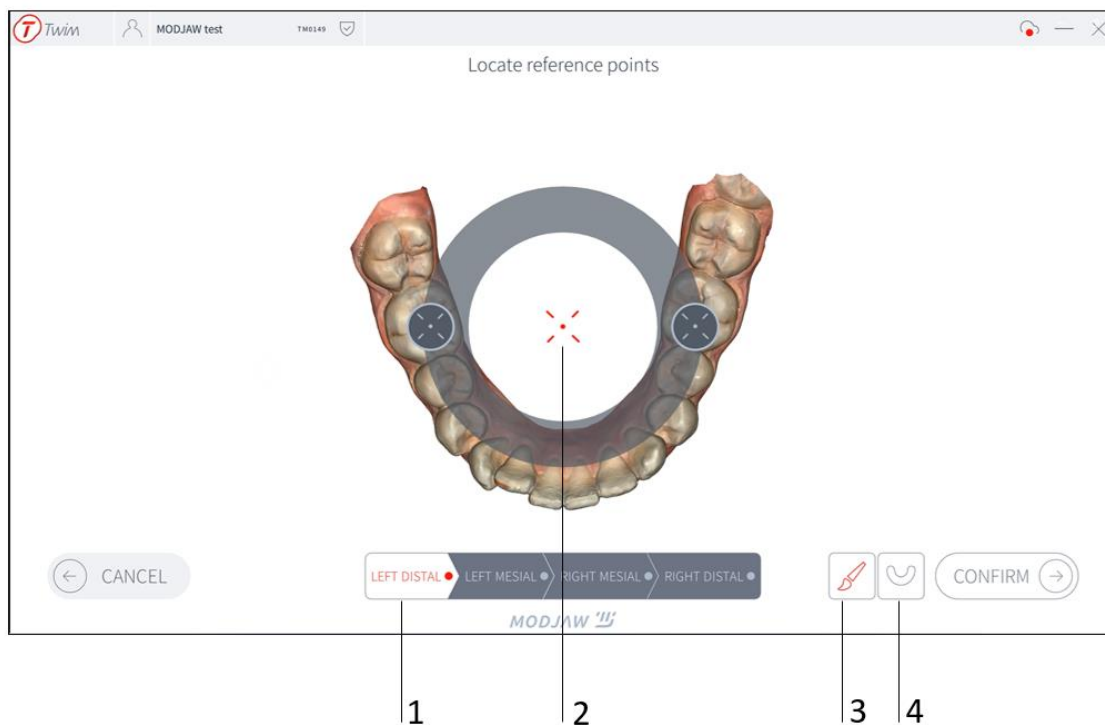 T Twim MODJAW test TM0149
Locate reference points
CANCEL LEFT DISTAL LEFT MESIAL RIGHT MESIAL RIGHT DISTAL CONFIRM
MODJAW
1 2 3 4